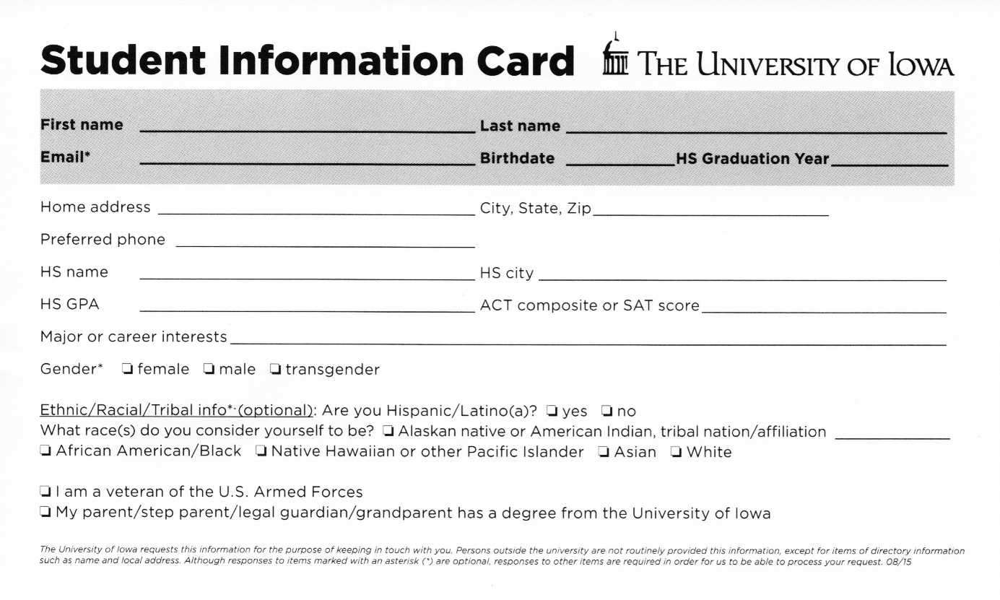 Student Information Card THE UNIVERSITY OF IOWA
First name Last name
Email* Birthdate HS Graduation Year
Home address City, State, Zip
Preferred phone
HS name HS city
HS GPA ACT composite or SAT score
Major or career interests
Gender* ❏ female ❏ male ❏ transgender
Ethnic/Racial/Tribal info* (optional): Are you Hispanic/Latino(a)? ❏ yes ❏ no
What race(s) do you consider yourself to be? ❏ Alaskan native or American Indian, tribal nation/affiliation
❏ African American/Black ❏ Native Hawaiian or other Pacific Islander ❏ Asian ❏ White
❏ I am a veteran of the U.S. Armed Forces
❏ My parent/step parent/legal guardian/grandparent has a degree from the University of Iowa
The University of Iowa requests this information for the purpose of keeping in touch with you. Persons outside the university are not routinely provided this information, except for items of directory information
such as name and local address. Although responses to items marked with an asterisk (*) are optional, responses to other items are required in order for us to be able to process your request. 08/15